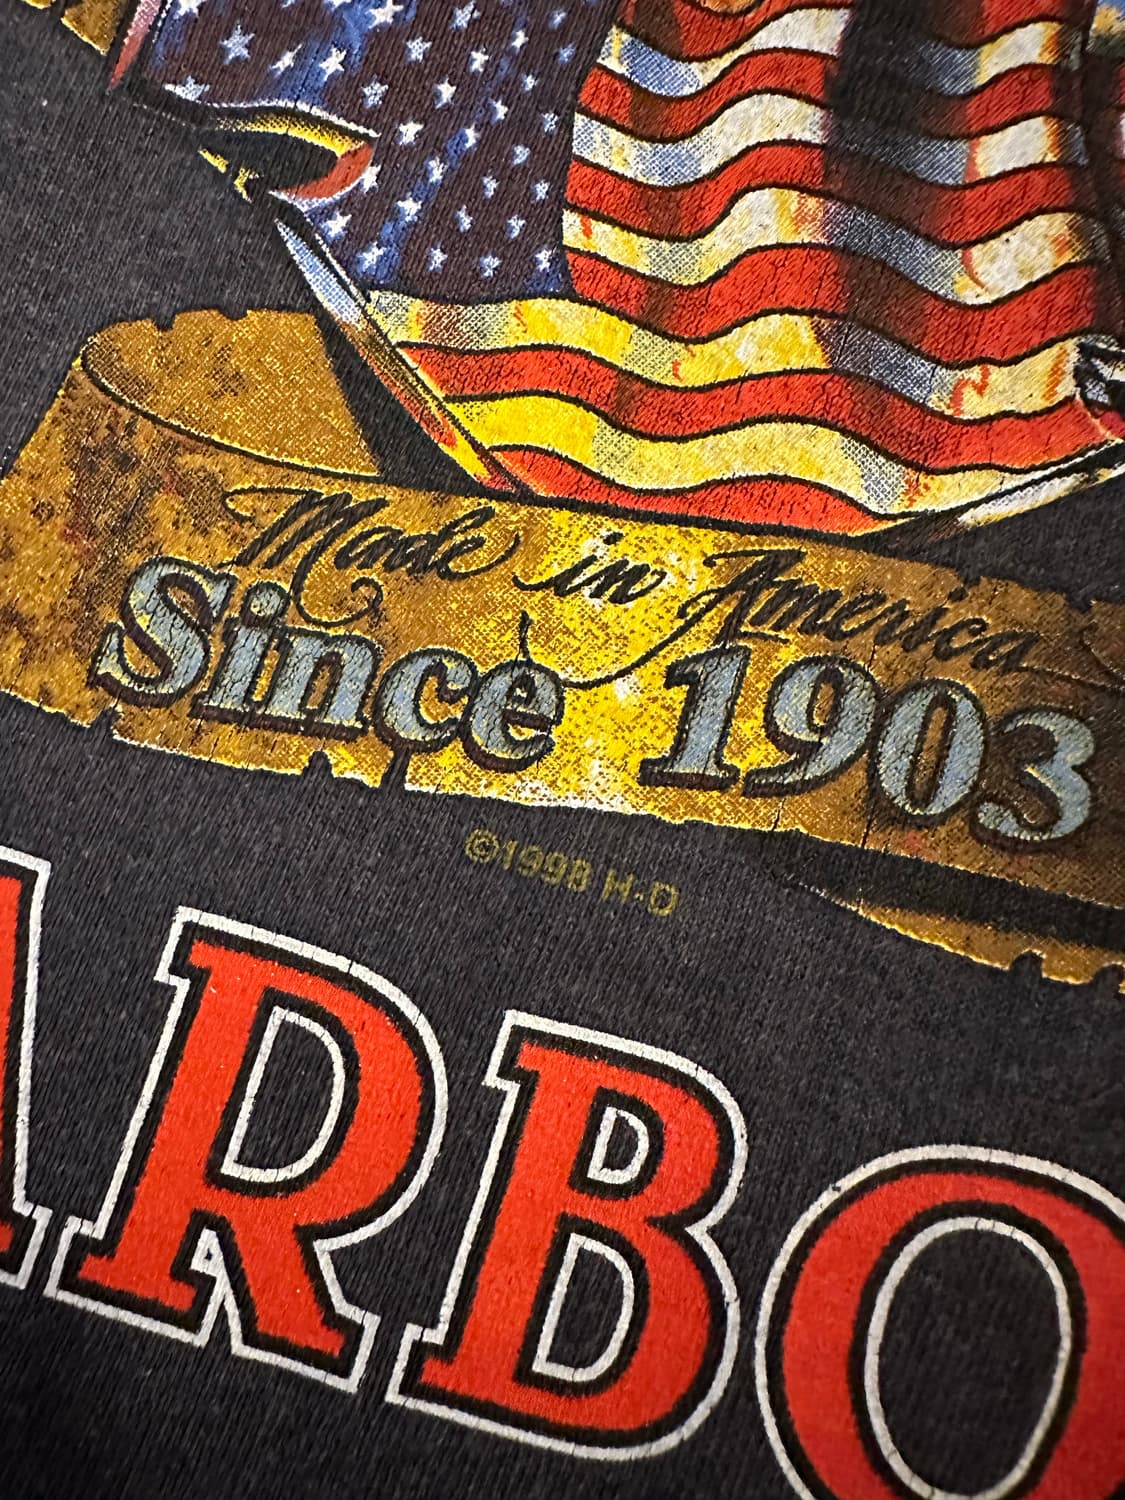 Made in America
Since 1903
©1998 H-D
ARBO